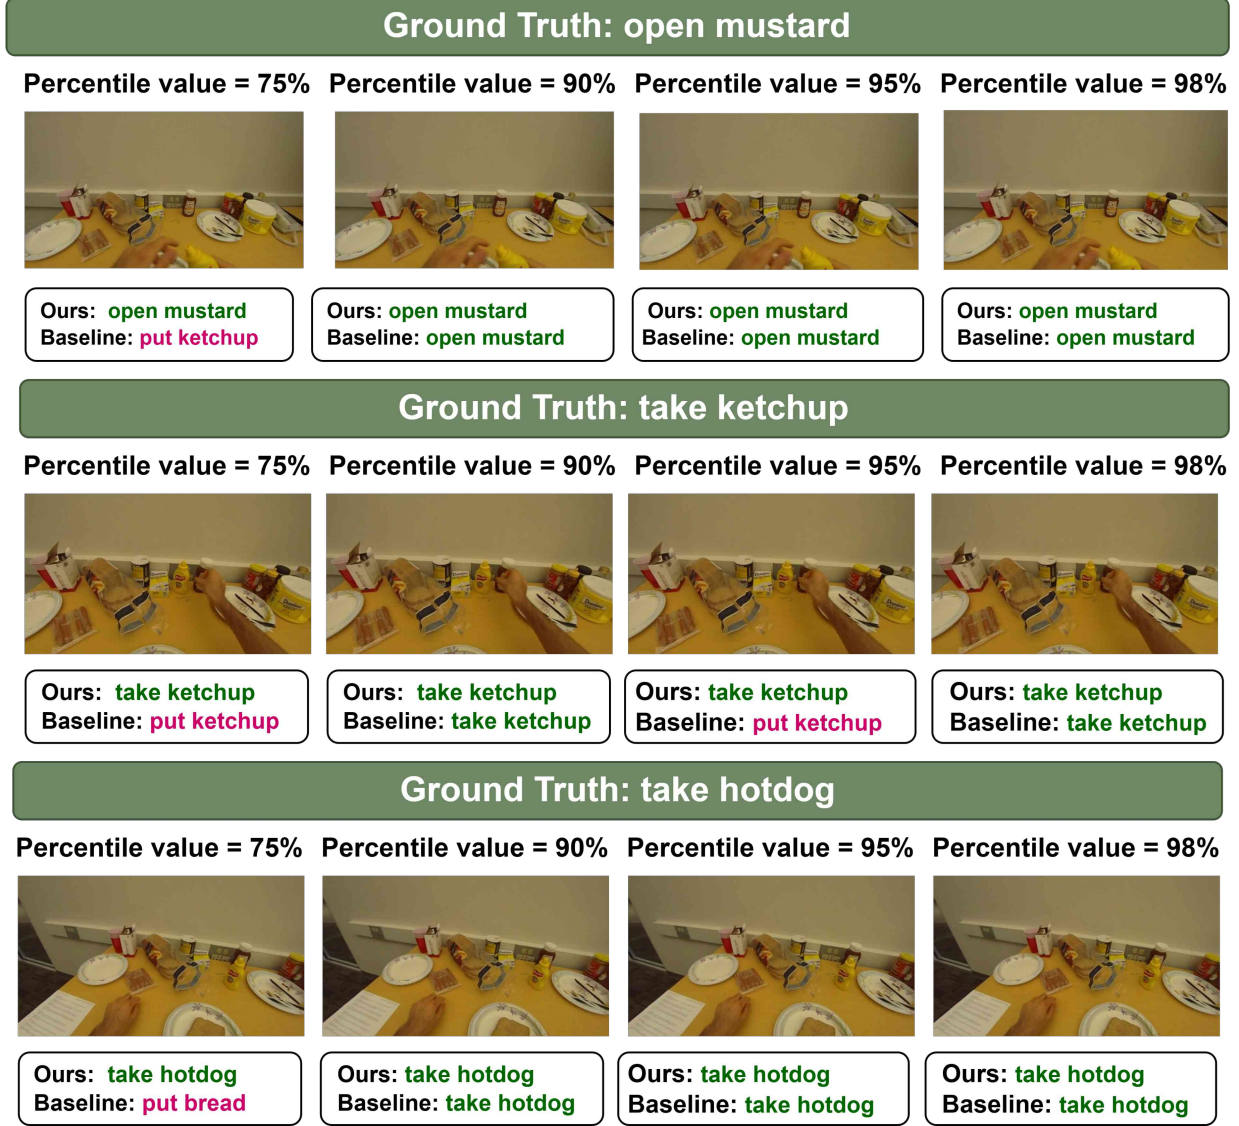 Ground Truth: open mustard
Percentile value = 75% Percentile value = 90% Percentile value = 95% Percentile value = 98%
Ours: open mustard
Baseline: put ketchup
Ours: open mustard
Baseline: open mustard
Ours: open mustard
Baseline: open mustard
Ours: open mustard
Baseline: open mustard
Ground Truth: take ketchup
Percentile value = 75% Percentile value = 90% Percentile value = 95% Percentile value = 98%
Ours: take ketchup
Baseline: put ketchup
Ours: take ketchup
Baseline: take ketchup
Ours: take ketchup
Baseline: put ketchup
Ours: take ketchup
Baseline: take ketchup
Ground Truth: take hotdog
Percentile value = 75% Percentile value = 90% Percentile value = 95% Percentile value = 98%
Ours: take hotdog
Baseline: put bread
Ours: take hotdog
Baseline: take hotdog
Ours: take hotdog
Baseline: take hotdog
Ours: take hotdog
Baseline: take hotdog